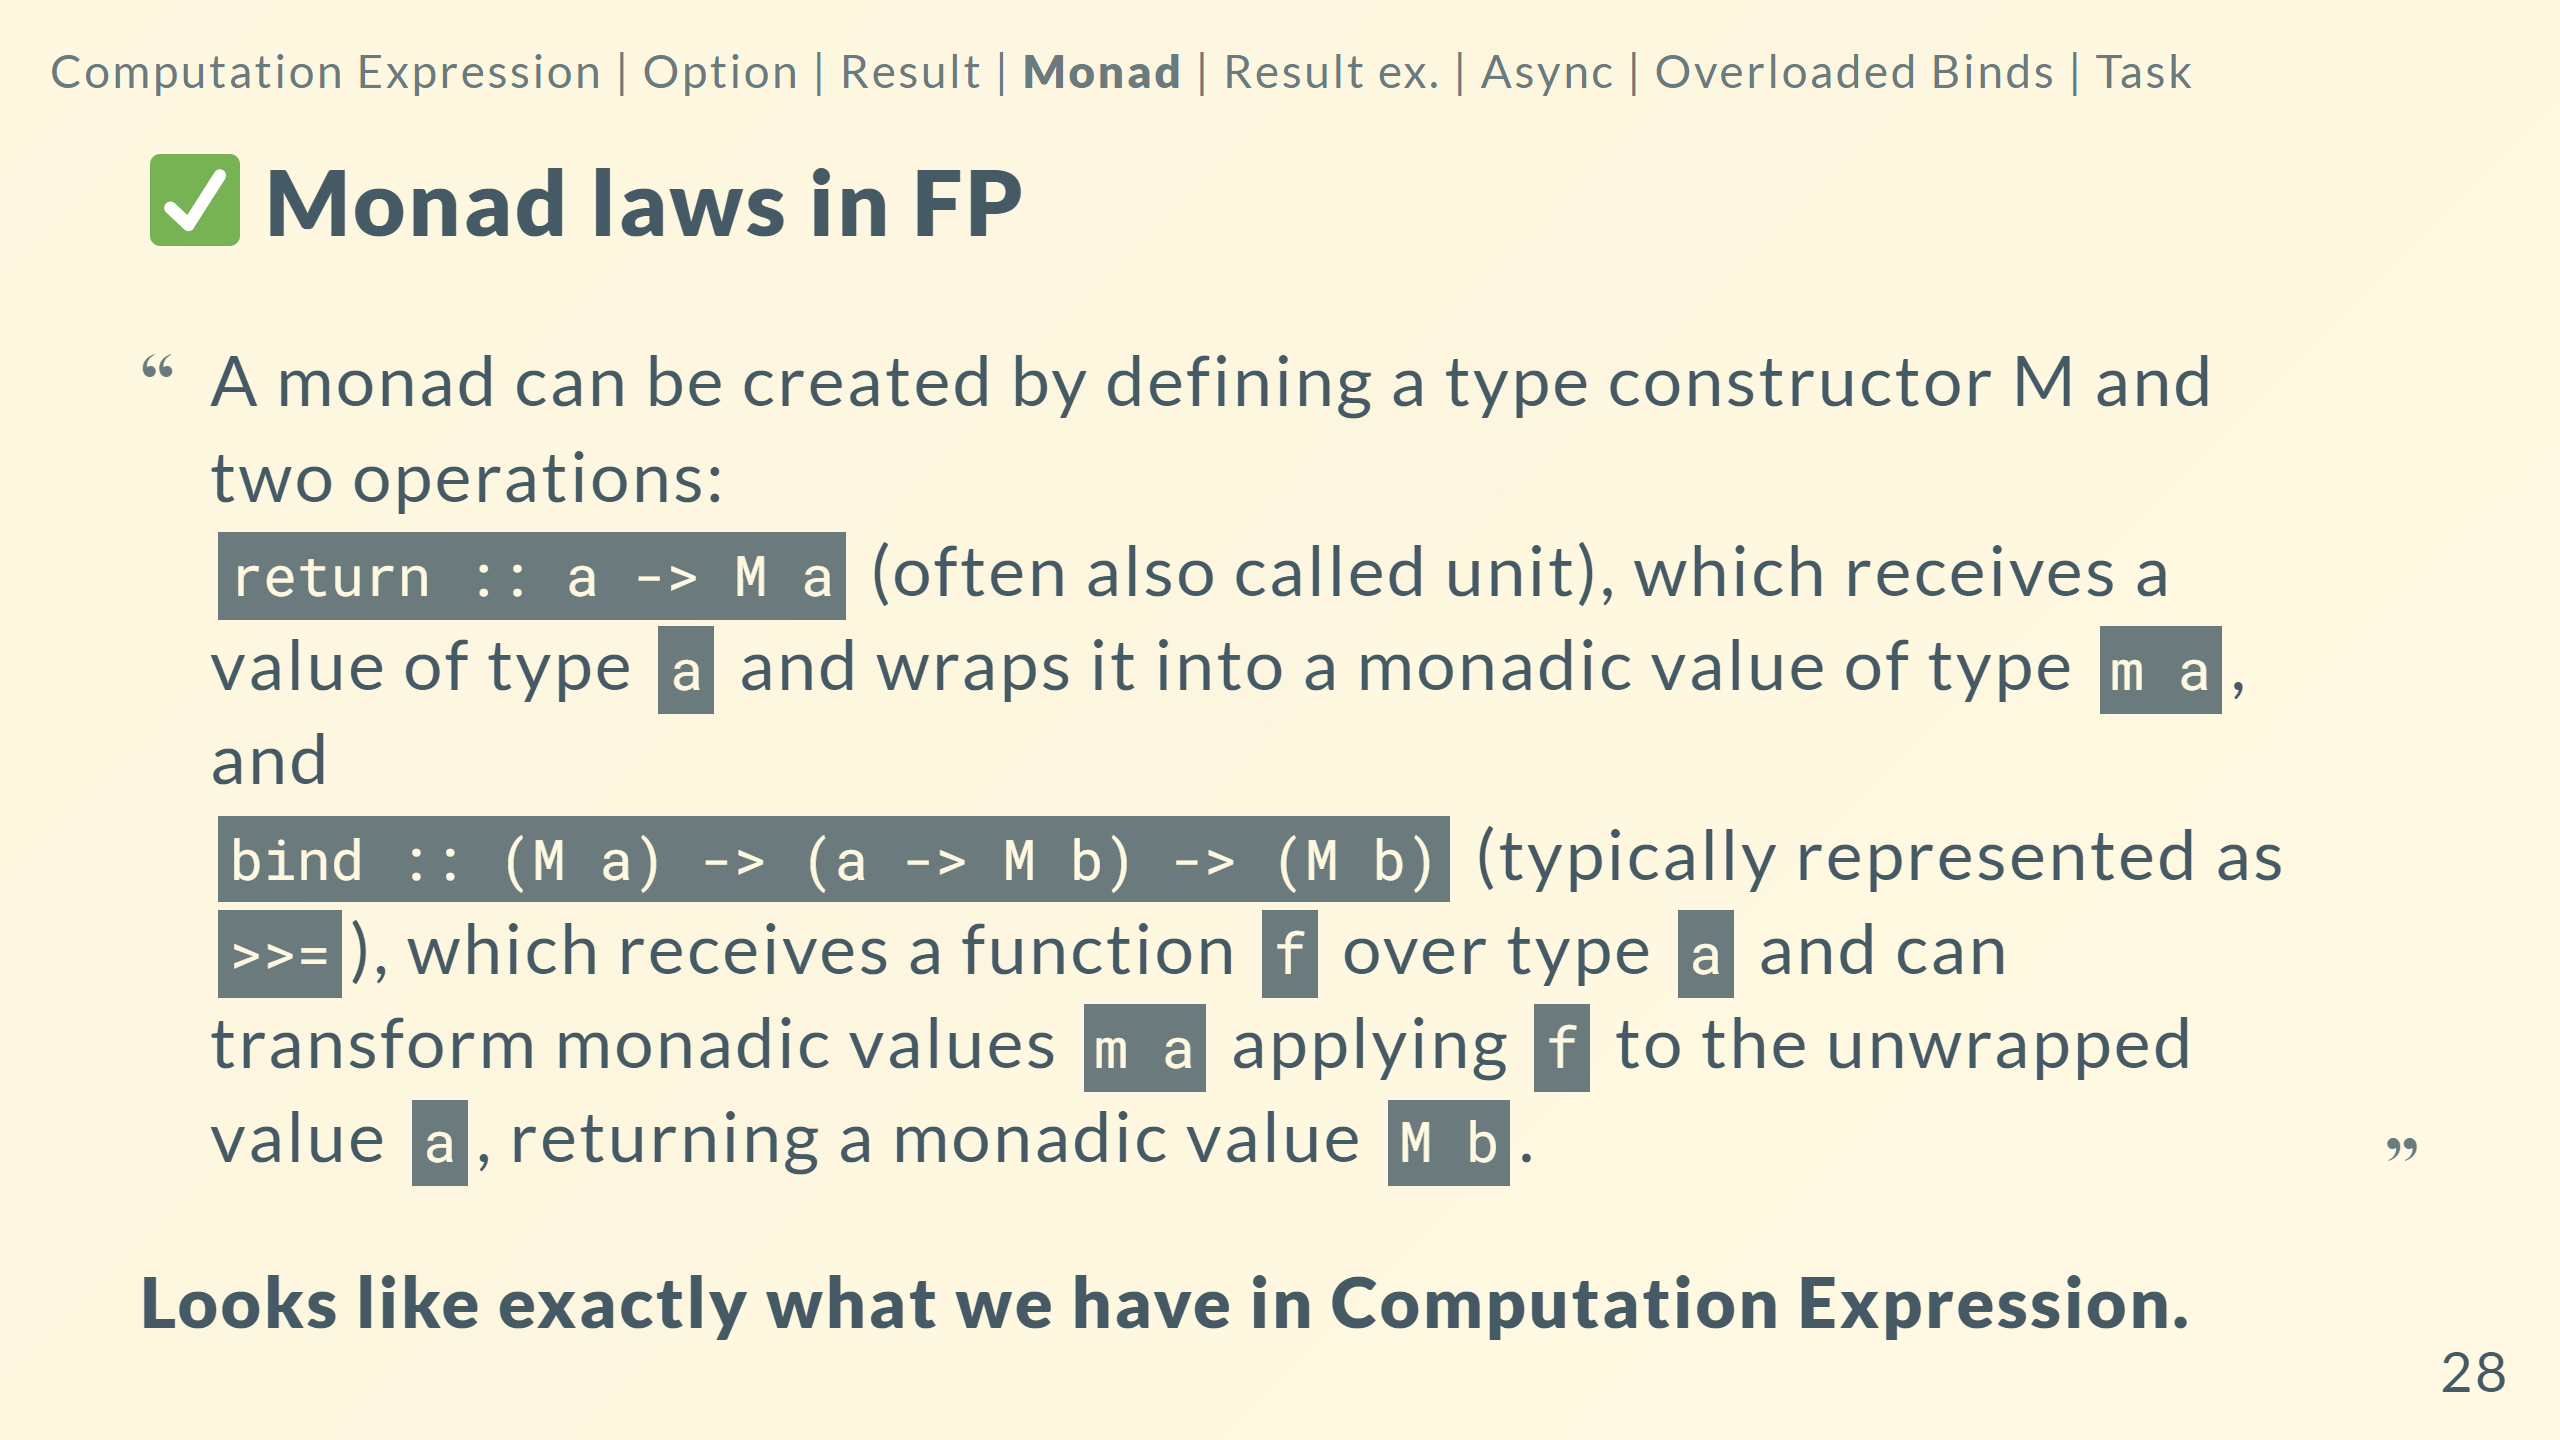 Computation Expression | Option | Result | Monad | Result ex. | Async | Overloaded Binds | Task
✅ Monad laws in FP
“ A monad can be created by defining a type constructor M and
two operations:
return :: a -> M a (often also called unit), which receives a
value of type a and wraps it into a monadic value of type m a,
and
bind :: (M a) -> (a -> M b) -> (M b) (typically represented as
>>=), which receives a function f over type a and can
transform monadic values m a applying f to the unwrapped
value a, returning a monadic value M b. ”
Looks like exactly what we have in Computation Expression.
28